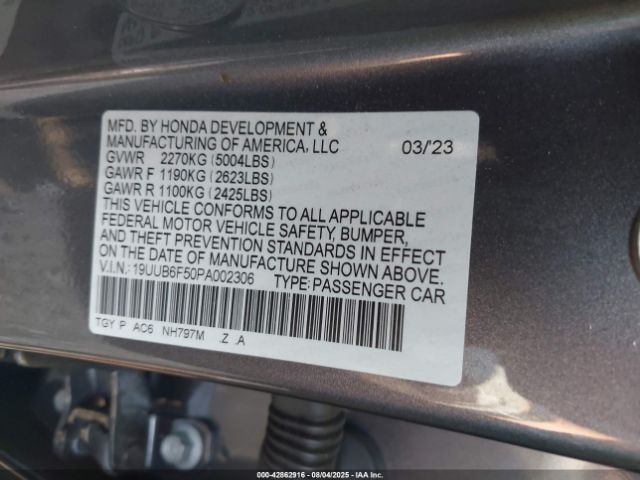 MFD. BY HONDA DEVELOPMENT &
MANUFACTURING OF AMERICA, LLC 03/'23
GVWR 2270KG (5004LBS)
GAWR F 1190KG (2623LBS)
GAWR R 1100KG (2425LBS)
THIS VEHICLE CONFORMS TO ALL APPLICABLE
FEDERAL MOTOR VEHICLE SAFETY, BUMPER,
AND THEFT PREVENTION STANDARDS IN EFFECT
ON THE DATE OF MANUFACTURE SHOWN ABOVE.
V.I.N.: 19UUB6F50PA002306 TYPE: PASSENGER CAR
TGY P AC6 NH797M .Z .A
000-42862916 - 08/04/2025 - IAAI, Inc.